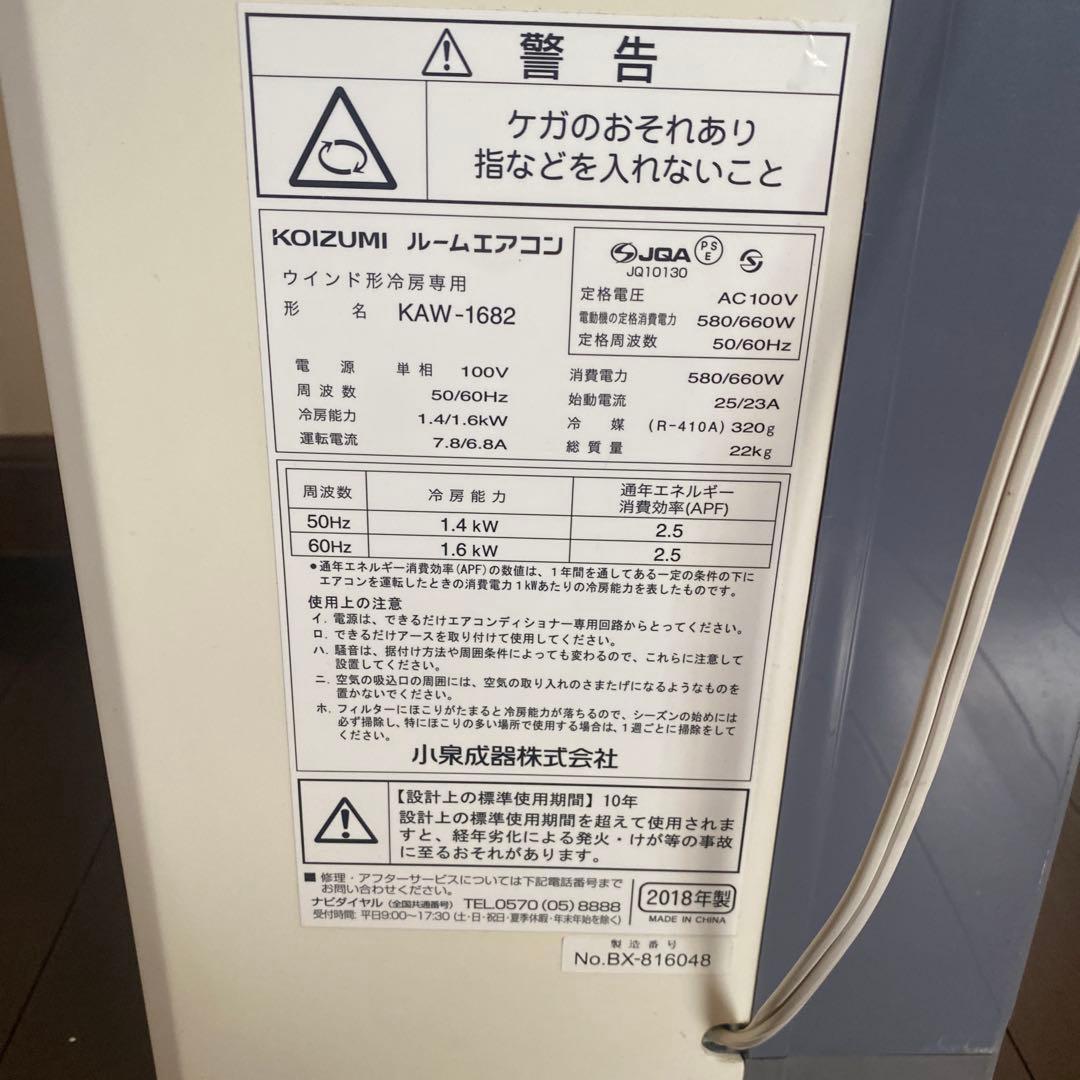 警告
ケガのおそれあり
指などを入れないこと
KOIZUMI ルームエアコン
ウインド形冷房専用
形名 KAW-1682
JQA PSE
JQ10130
定格電圧 AC100V
電動機の定格消費電力 580/660W
定格周波数 50/60Hz
電源 単相 100V
周波数 50/60Hz
冷房能力 1.4/1.6kW
運転電流 7.8/6.8A
消費電力 580/660W
始動電流 25/23A
冷媒 (R-410A) 320g
総質量 22kg
周波数 冷房能力 通年エネルギー
消費効率(APF)
50Hz 1.4 kW 2.5
60Hz 1.6 kW 2.5
●通年エネルギー消費効率(APF)の数値は、1年間を通してある一定の条件の下に
エアコンを運転したときの消費電力1kWあたりの冷房能力を表したものです。
使用上の注意
イ. 電源は、できるだけエアコンディショナー専用回路からとってください。
ロ. できるだけアースを取り付けて使用してください。
ハ. 騒音は、据付け方法や周囲条件によっても変わるので、これらに注意して
設置してください。
ニ. 空気の吸込口の周囲には、空気の取り入れのさまたげになるようなものを
置かないでください。
ホ. フィルターにほこりがたまると冷房能力が落ちるので、シーズンの始めには
必ず掃除し、特にほこりの多い場所で使用する場合は、1週ごとに掃除をして
ください。
小泉成器株式会社
【設計上の標準使用期間】10年
設計上の標準使用期間を超えて使用されま
すと、経年劣化による発火・けが等の事故
に至るおそれがあります。
■修理・アフターサービスについては下記電話番号まで
お問い合わせください。
ナビダイヤル(全国共通番号) TEL.0570(05)8888
受付時間: 平日9:00〜17:30(土・日・祝日・夏季休暇・年末年始を除く)
2018年製
MADE IN CHINA
製造番号
No.BX-816048